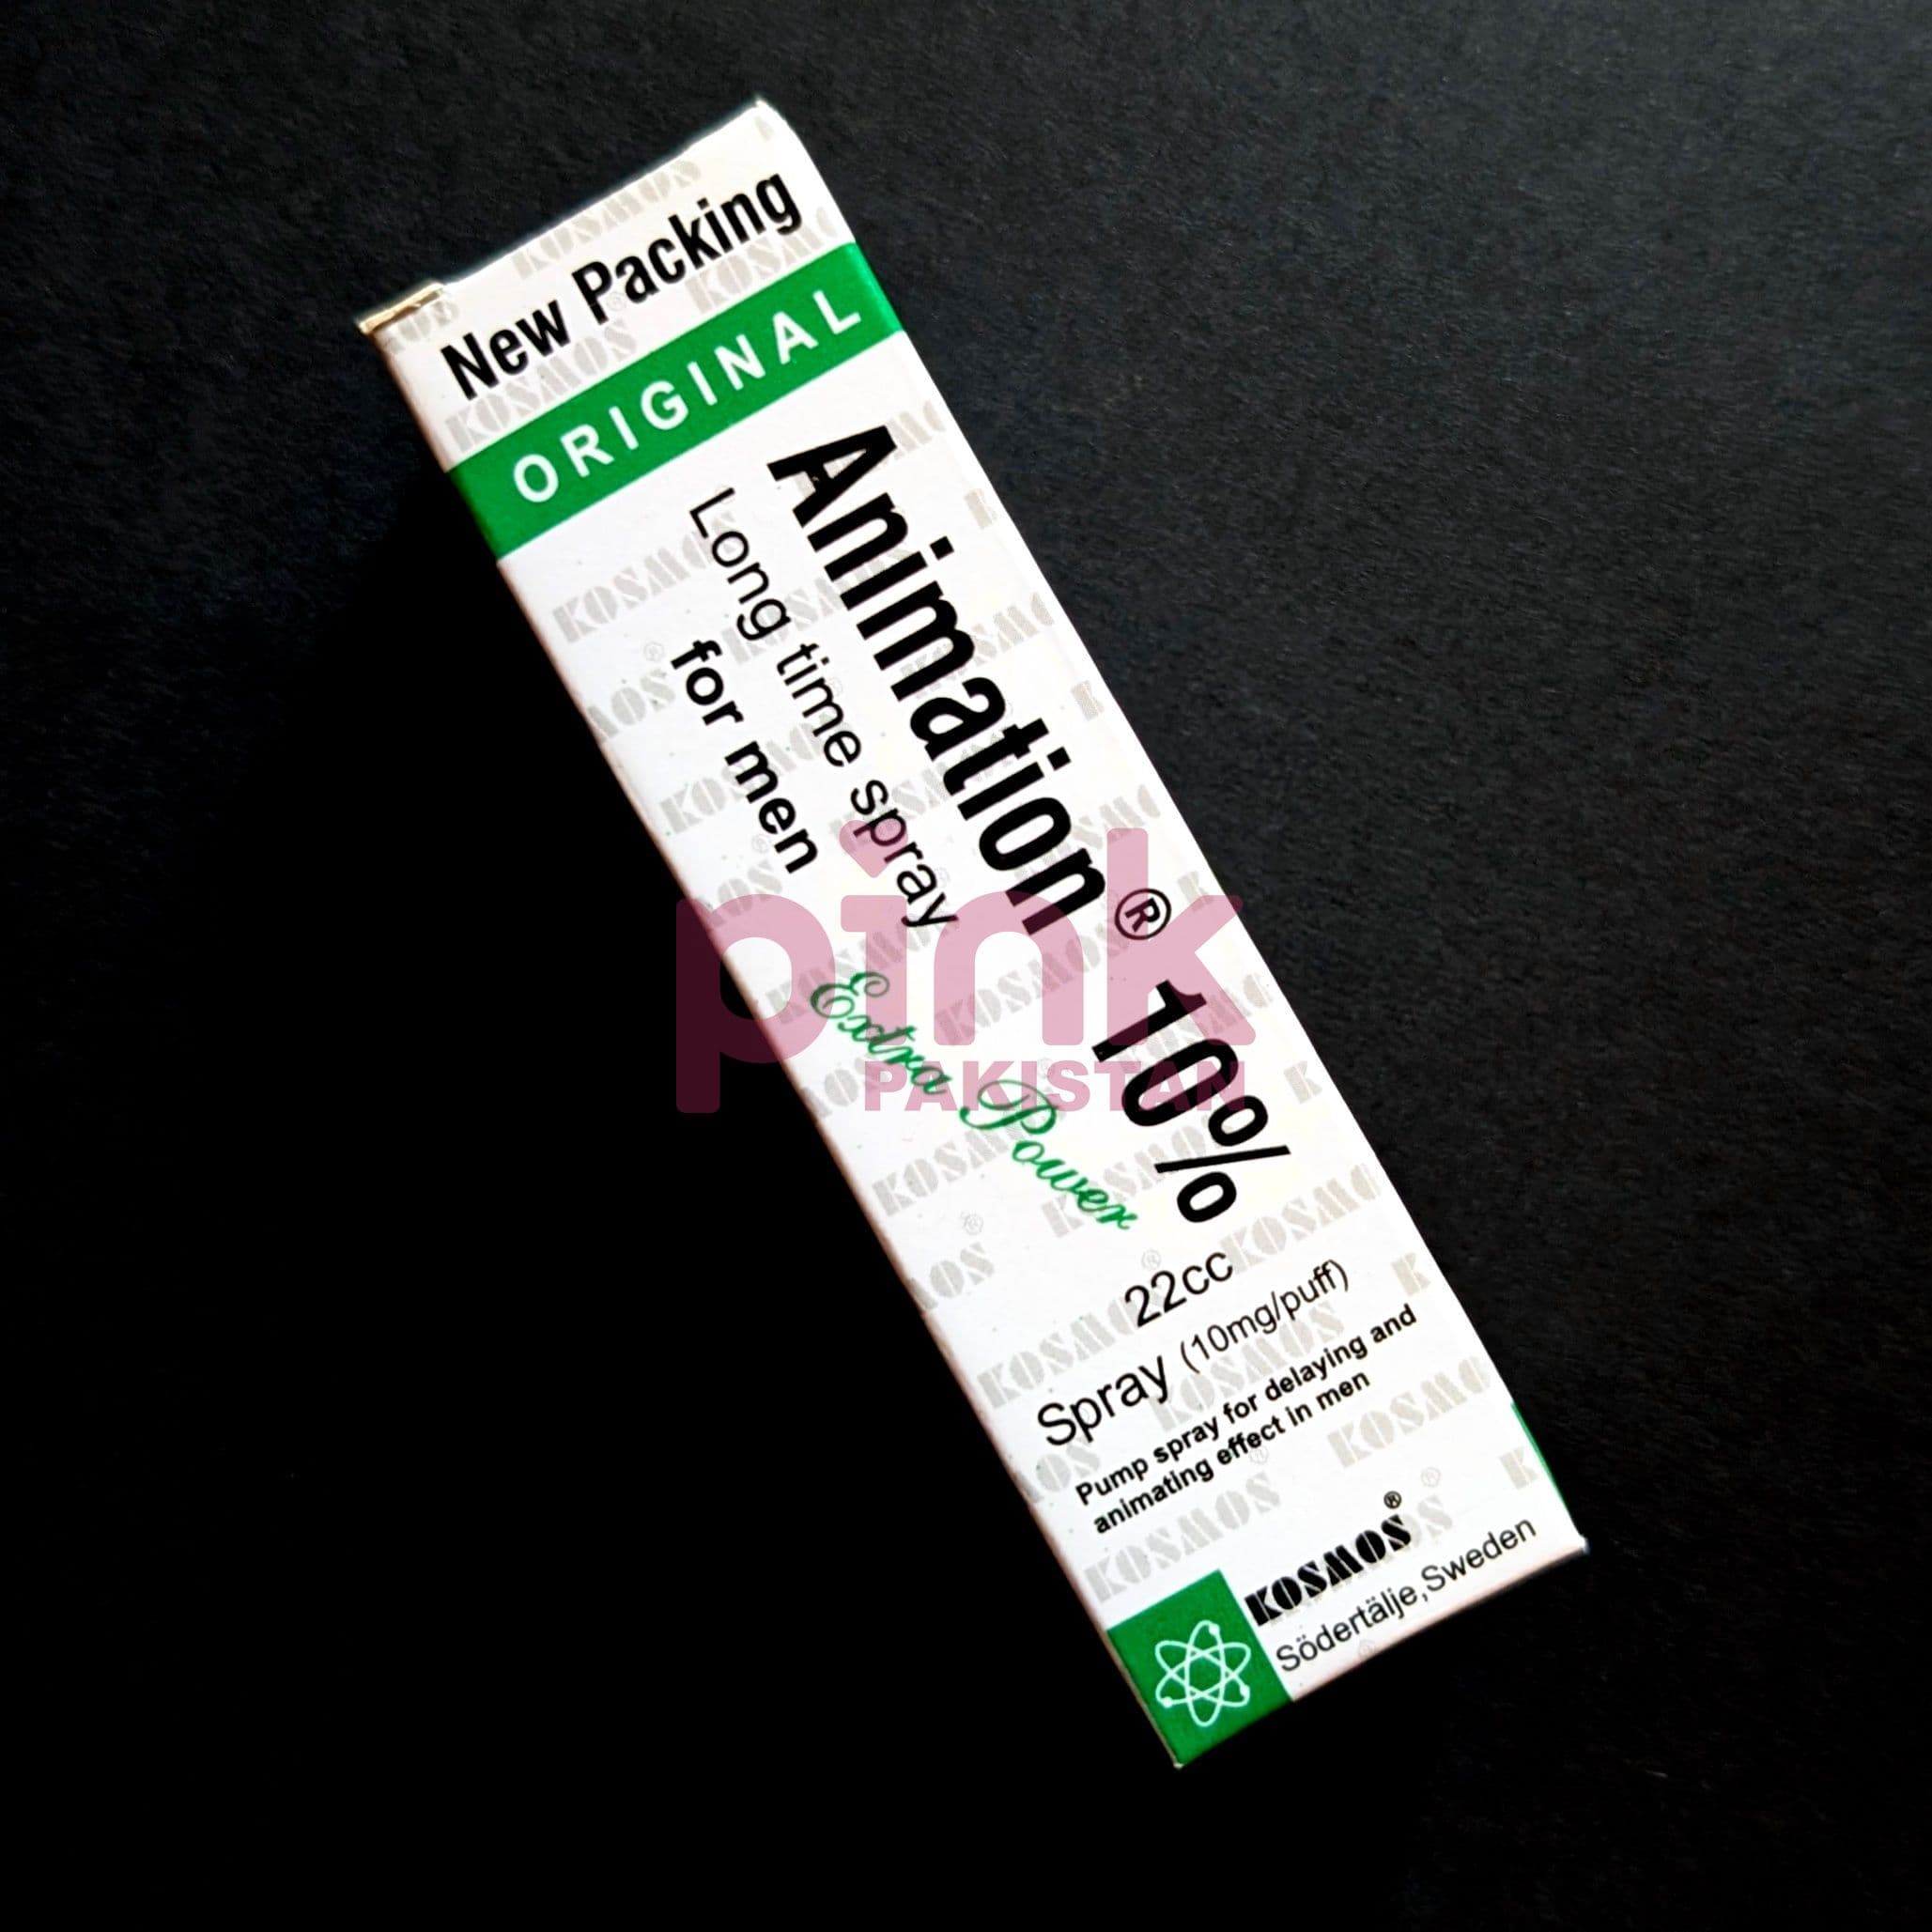 New Packing
ORIGINAL
Animation® 10%
Long time spray
for men
Extra Power
22cc
Spray (10mg/puff)
Pump spray for delaying and
animating effect in men
KOSMOS®
Södertälje,Sweden
pink
PAKISTAN